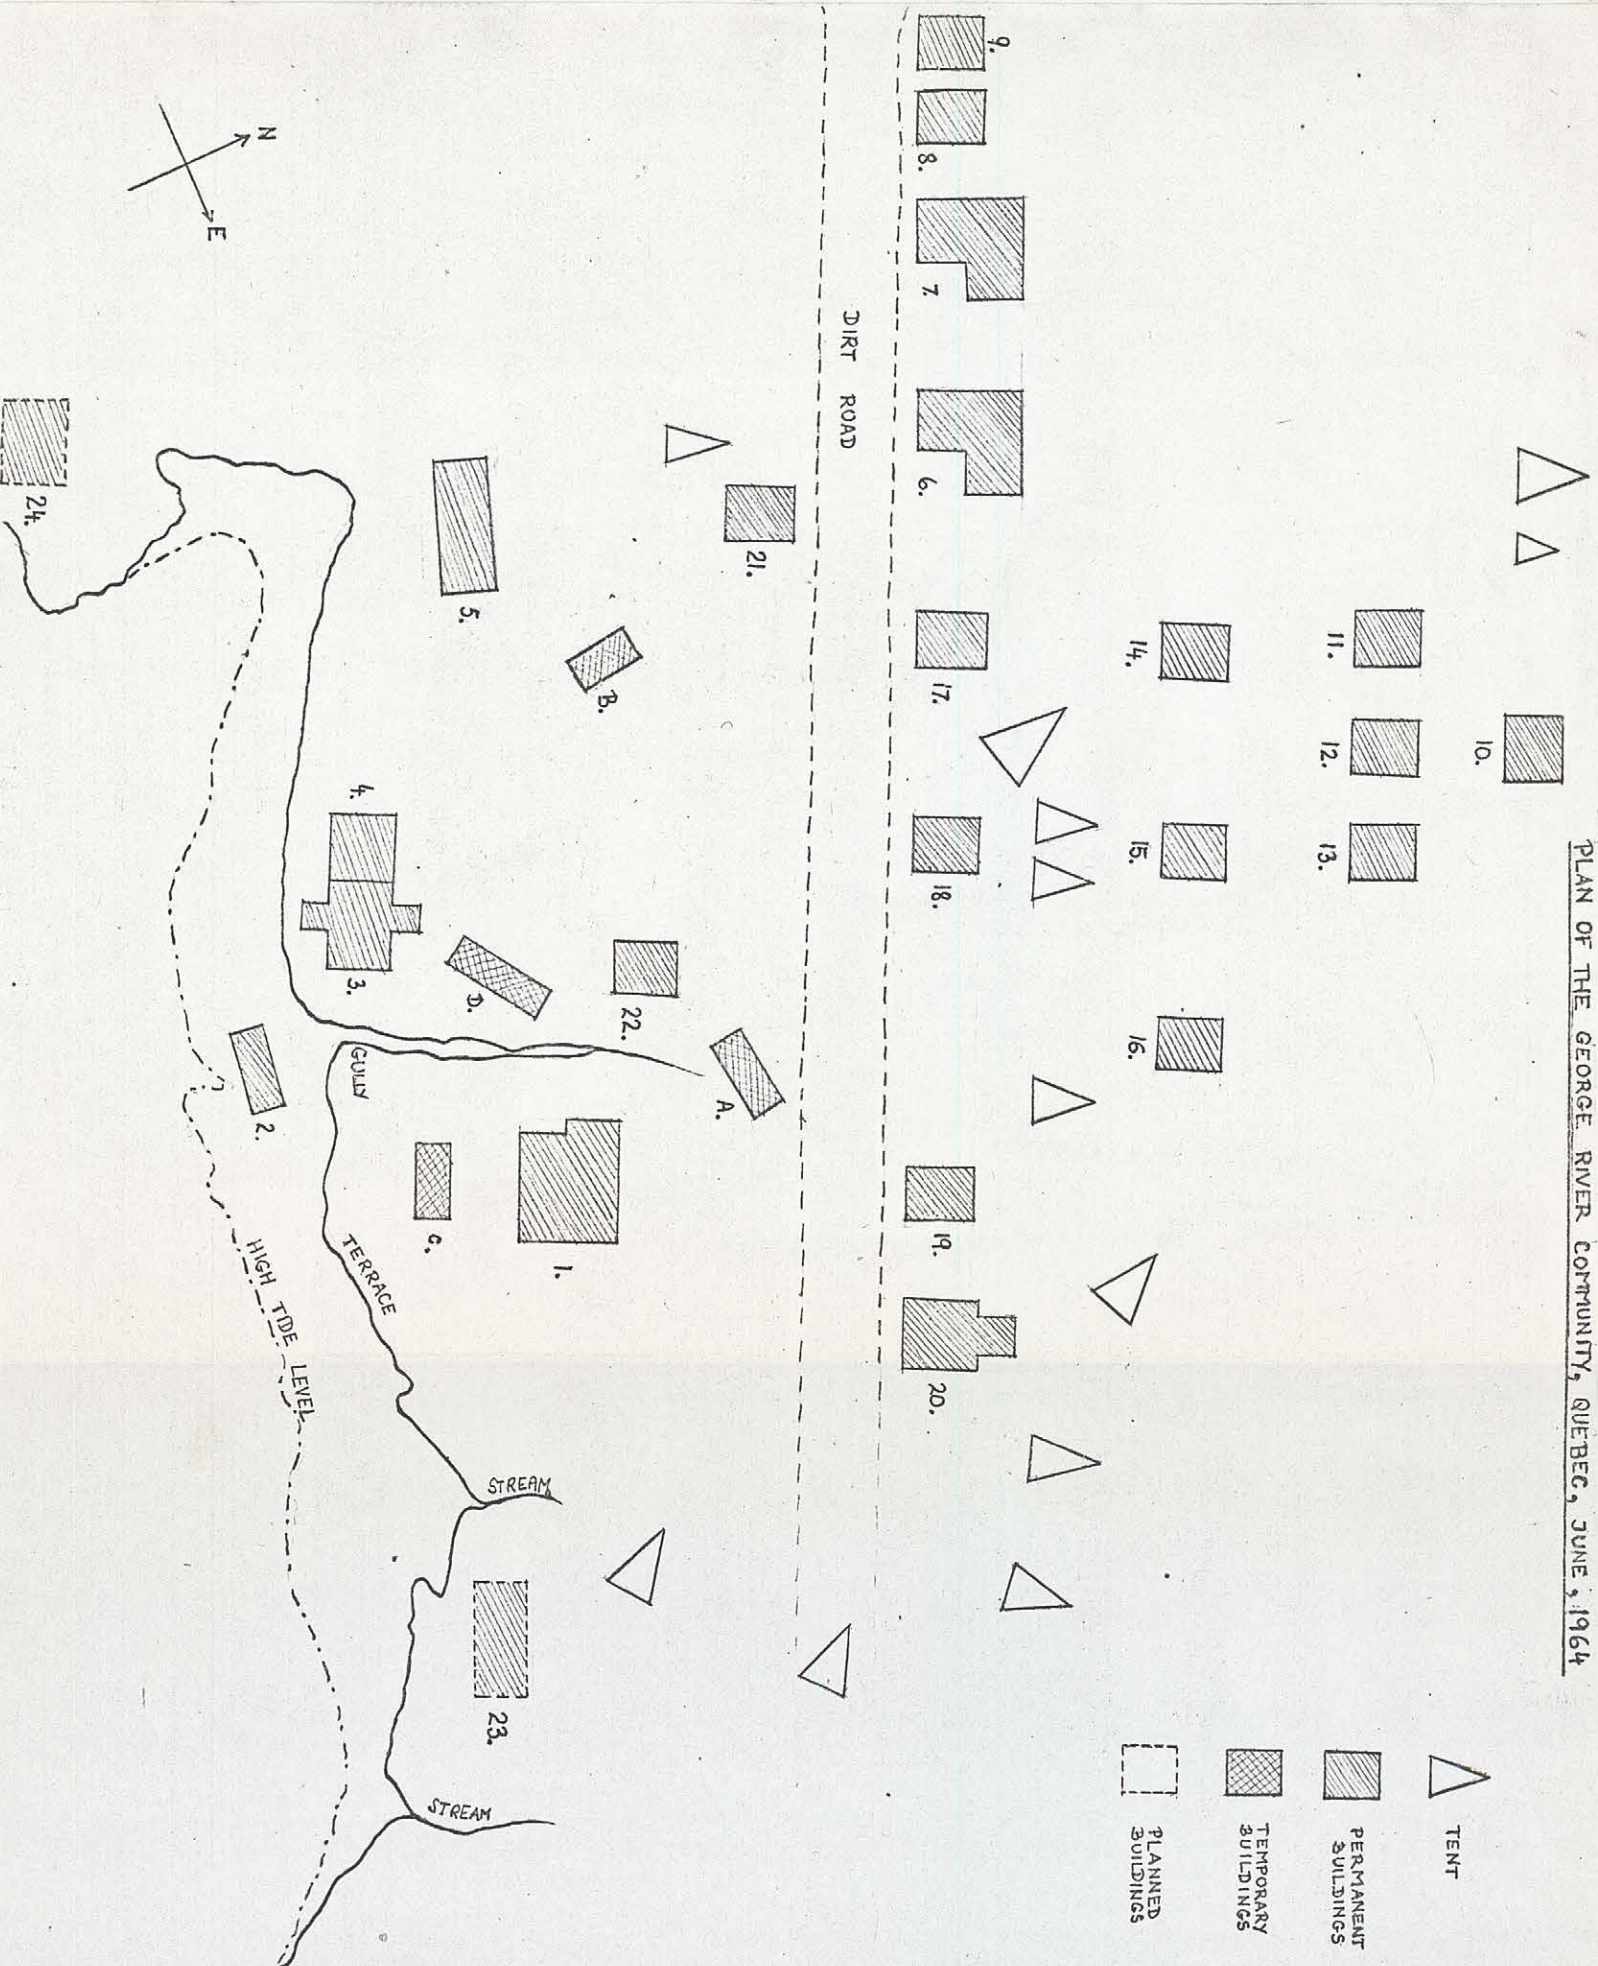 PLAN OF THE GEORGE RIVER COMMUNITY, QUEBEC, JUNE, 1964
TENT
PERMANENT
BUILDINGS
TEMPORARY
BUILDINGS
PLANNED
BUILDINGS
10.
11.
12.
13.
14.
15.
16.
9.
8.
7.
6.
17.
18.
19.
20.
DIRT ROAD
21.
22.
A.
B.
5.
D.
1.
C.
4.
3.
2.
N
E
GULLY
TERRACE
STREAM
23.
STREAM
HIGH TIDE LEVEL
?
24.